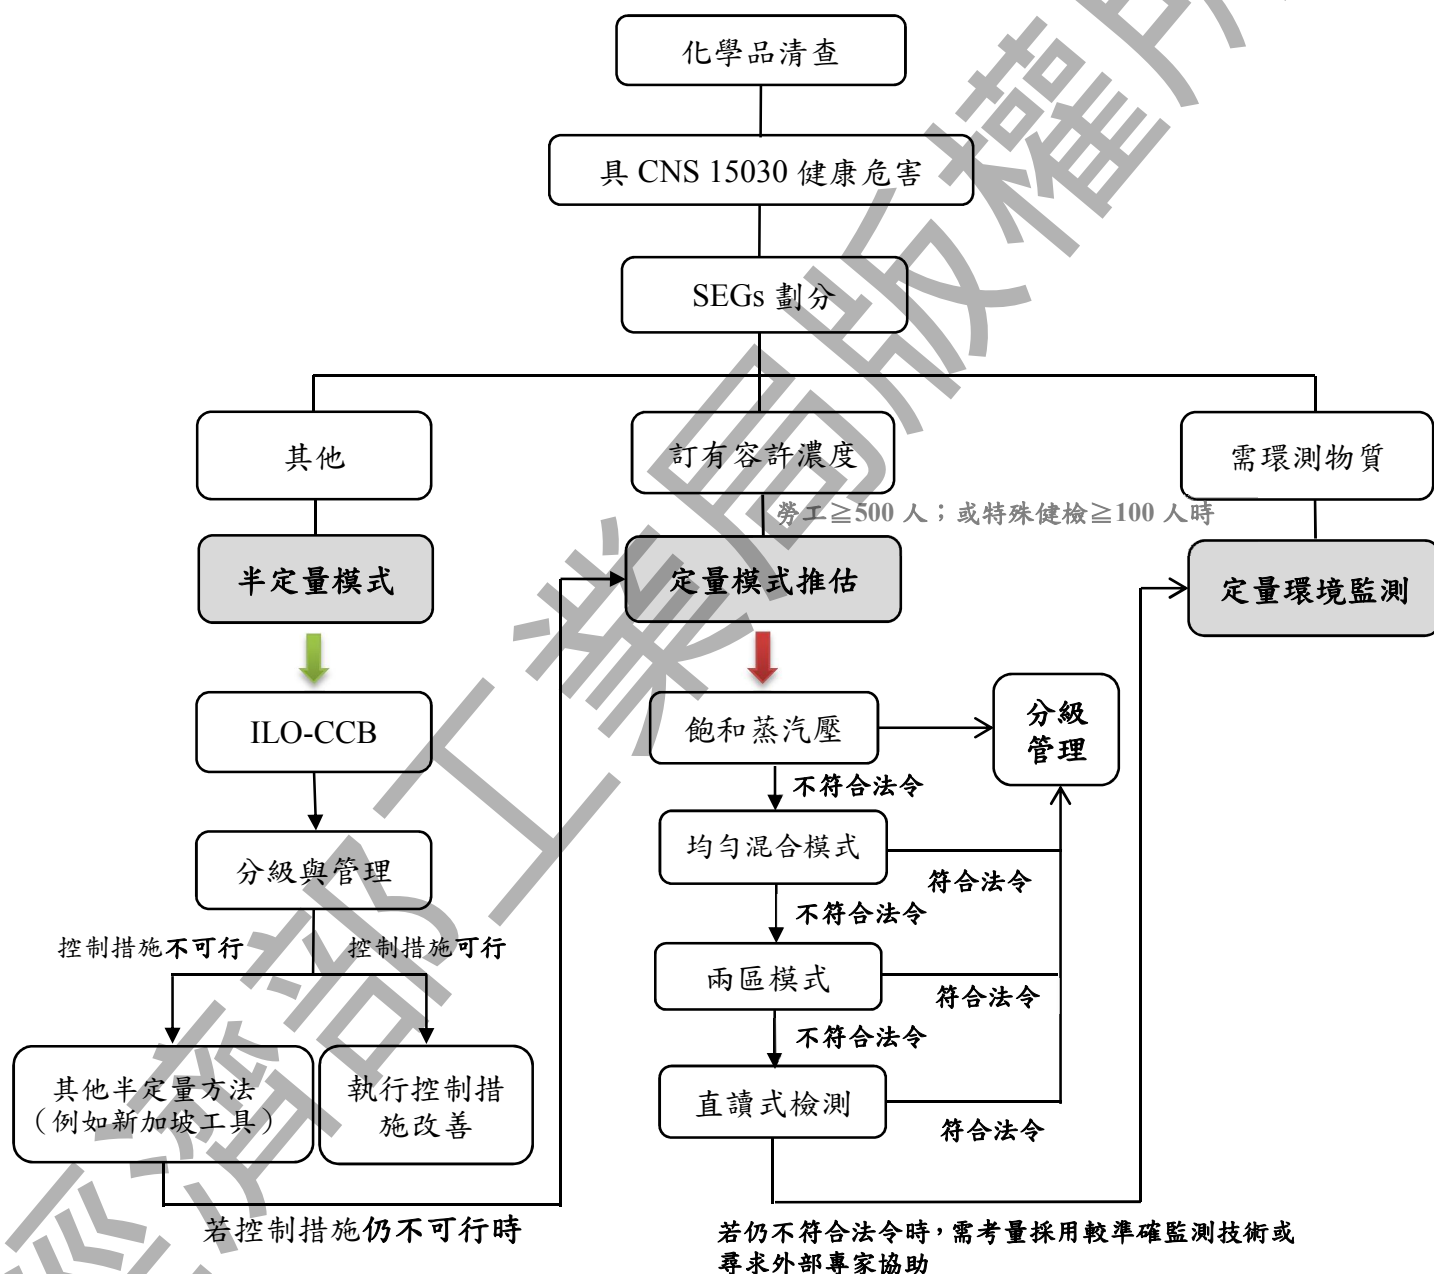 化學品清查
具 CNS 15030 健康危害
SEGs 劃分
其他
訂有容許濃度
需環測物質
勞工≧500 人；或特殊健檢≧100 人時
半定量模式
定量模式推估
定量環境監測
ILO-CCB
飽和蒸汽壓
分級
管理
不符合法令
均勻混合模式
分級與管理
符合法令
不符合法令
控制措施不可行
控制措施可行
兩區模式
符合法令
不符合法令
其他半定量方法
（例如新加坡工具）
執行控制措
施改善
直讀式檢測
符合法令
若控制措施仍不可行時
若仍不符合法令時，需考量採用較準確監測技術或
尋求外部專家協助
經濟部工業局版權所